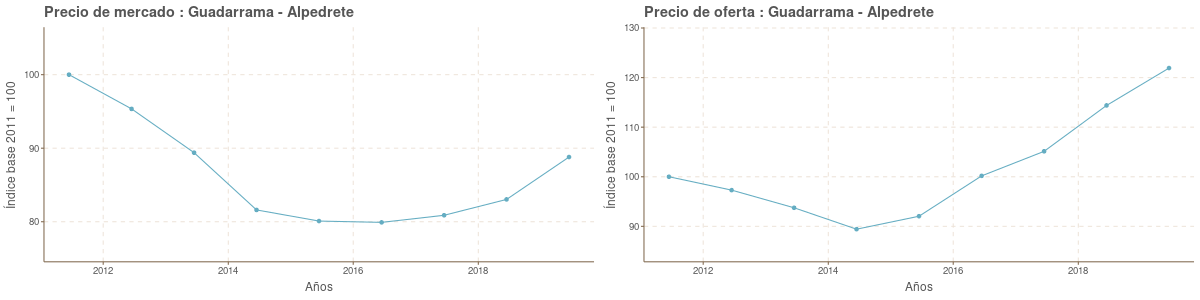 Precio de mercado : Guadarrama - Alpedrete
Índice base 2011 = 100
100
90
80
2012 2014 2016 2018
Años
Precio de oferta : Guadarrama - Alpedrete
Índice base 2011 = 100
130
120
110
100
90
2012 2014 2016 2018
Años